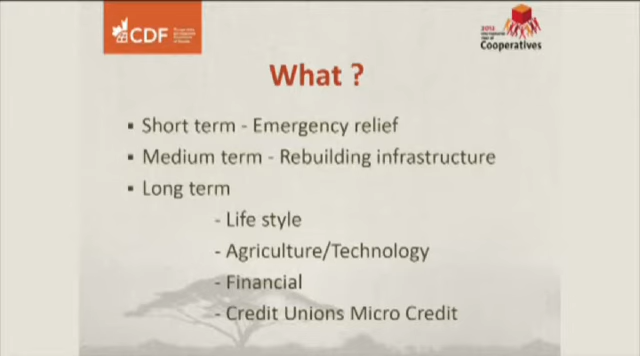 CDF
2012
International
Year of
Cooperatives
What ?
▪ Short term - Emergency relief
▪ Medium term - Rebuilding infrastructure
▪ Long term
- Life style
- Agriculture/Technology
- Financial
- Credit Unions Micro Credit